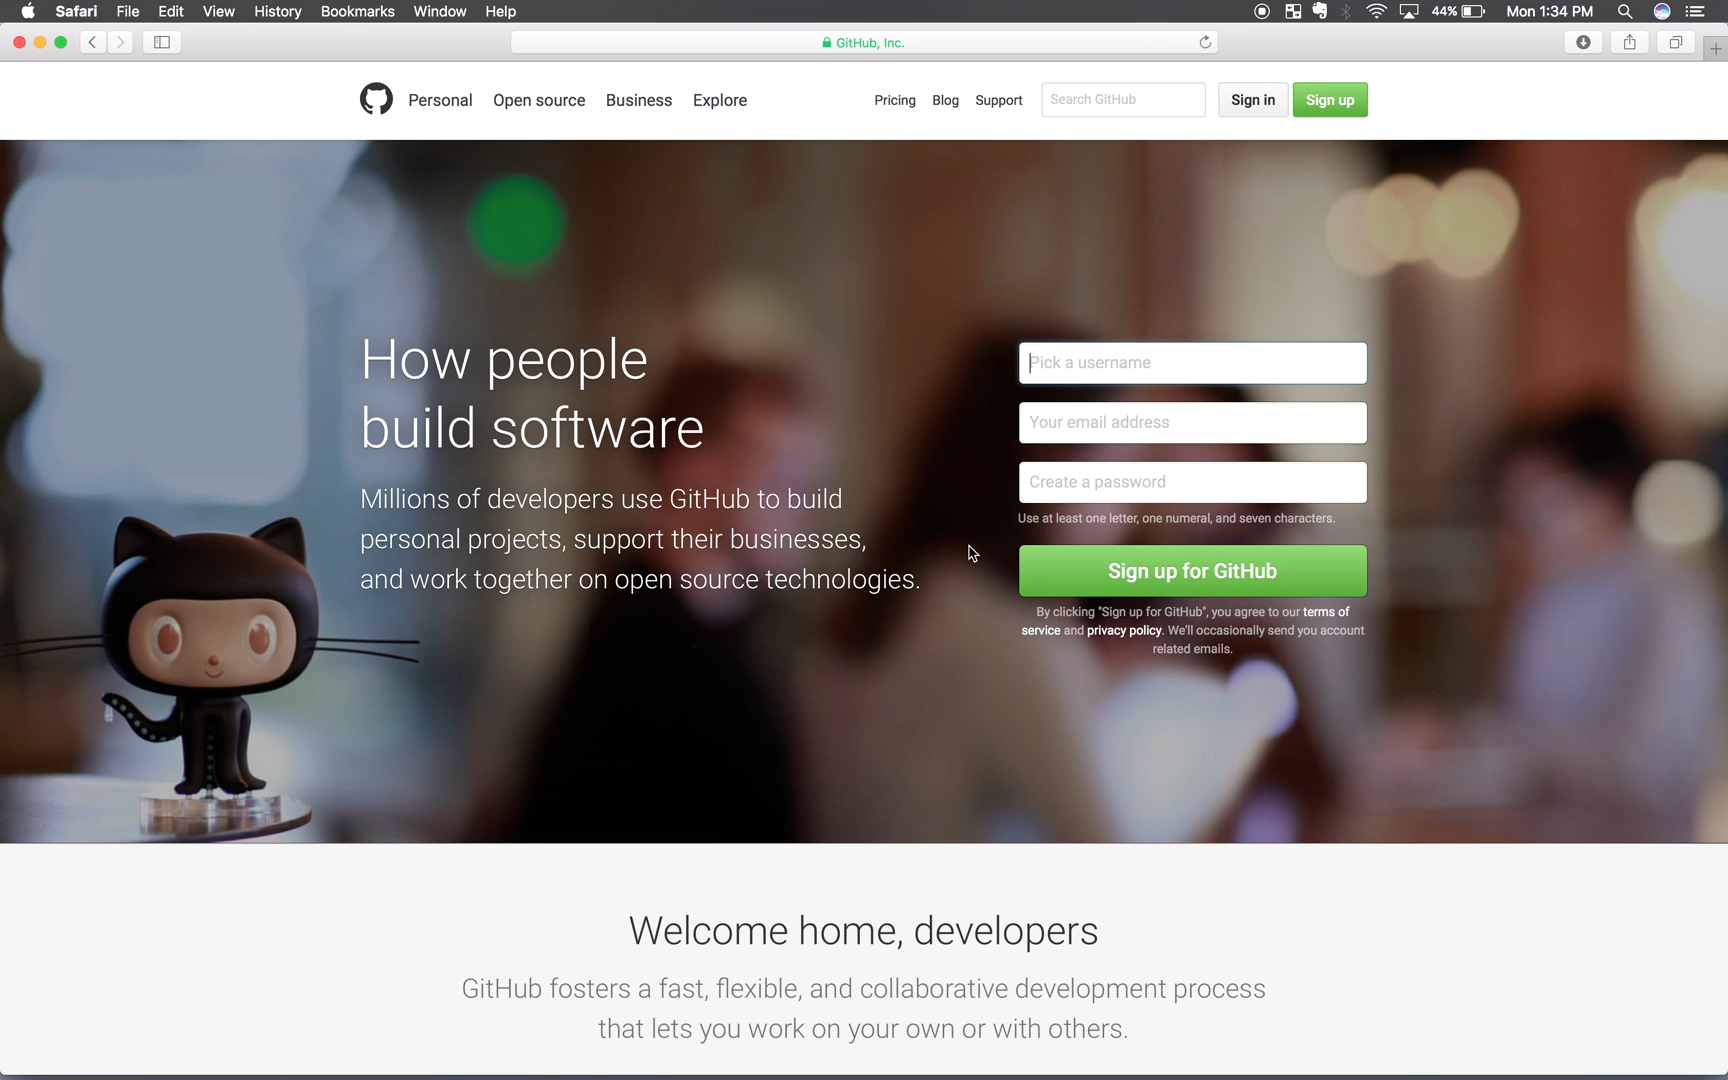 Safari File Edit View History Bookmarks Window Help 44% Mon 1:34 PM
GitHub, Inc.
Personal Open source Business Explore Pricing Blog Support Search GitHub Sign in Sign up
How people
build software
Millions of developers use GitHub to build
personal projects, support their businesses,
and work together on open source technologies.
Pick a username
Your email address
Create a password
Use at least one letter, one numeral, and seven characters.
Sign up for GitHub
By clicking "Sign up for GitHub", you agree to our terms of
service and privacy policy. We'll occasionally send you account
related emails.
Welcome home, developers
GitHub fosters a fast, flexible, and collaborative development process
that lets you work on your own or with others.